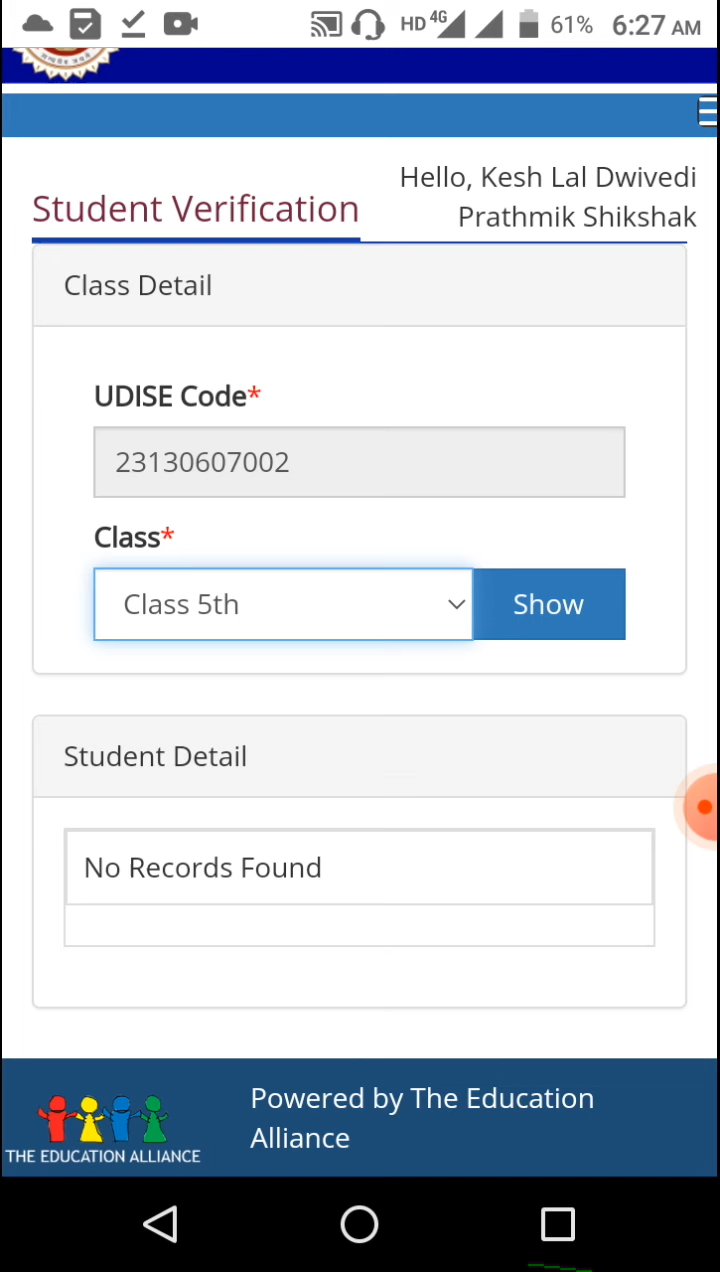 HD 4G 61% 6:27 AM
Hello, Kesh Lal Dwivedi
Student Verification
Prathmik Shikshak
Class Detail
UDISE Code*
23130607002
Class*
Class 5th
Show
Student Detail
No Records Found
Powered by The Education
Alliance
THE EDUCATION ALLIANCE